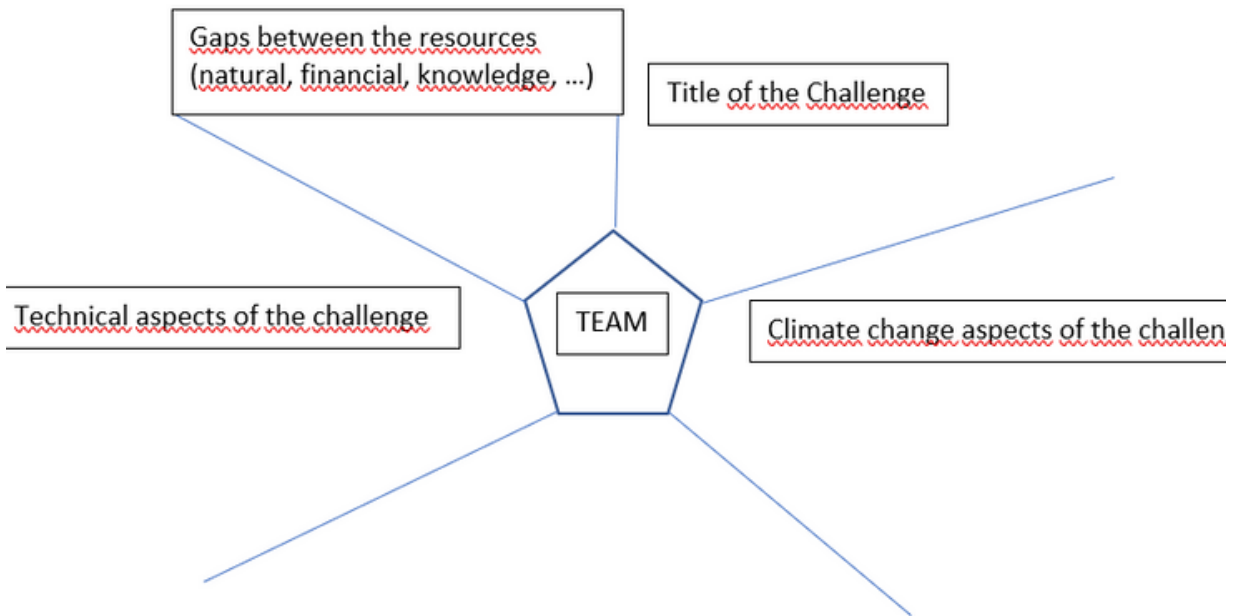 Gaps between the resources
(natural, financial, knowledge, ...)
Title of the Challenge
Technical aspects of the challenge
TEAM
Climate change aspects of the challen